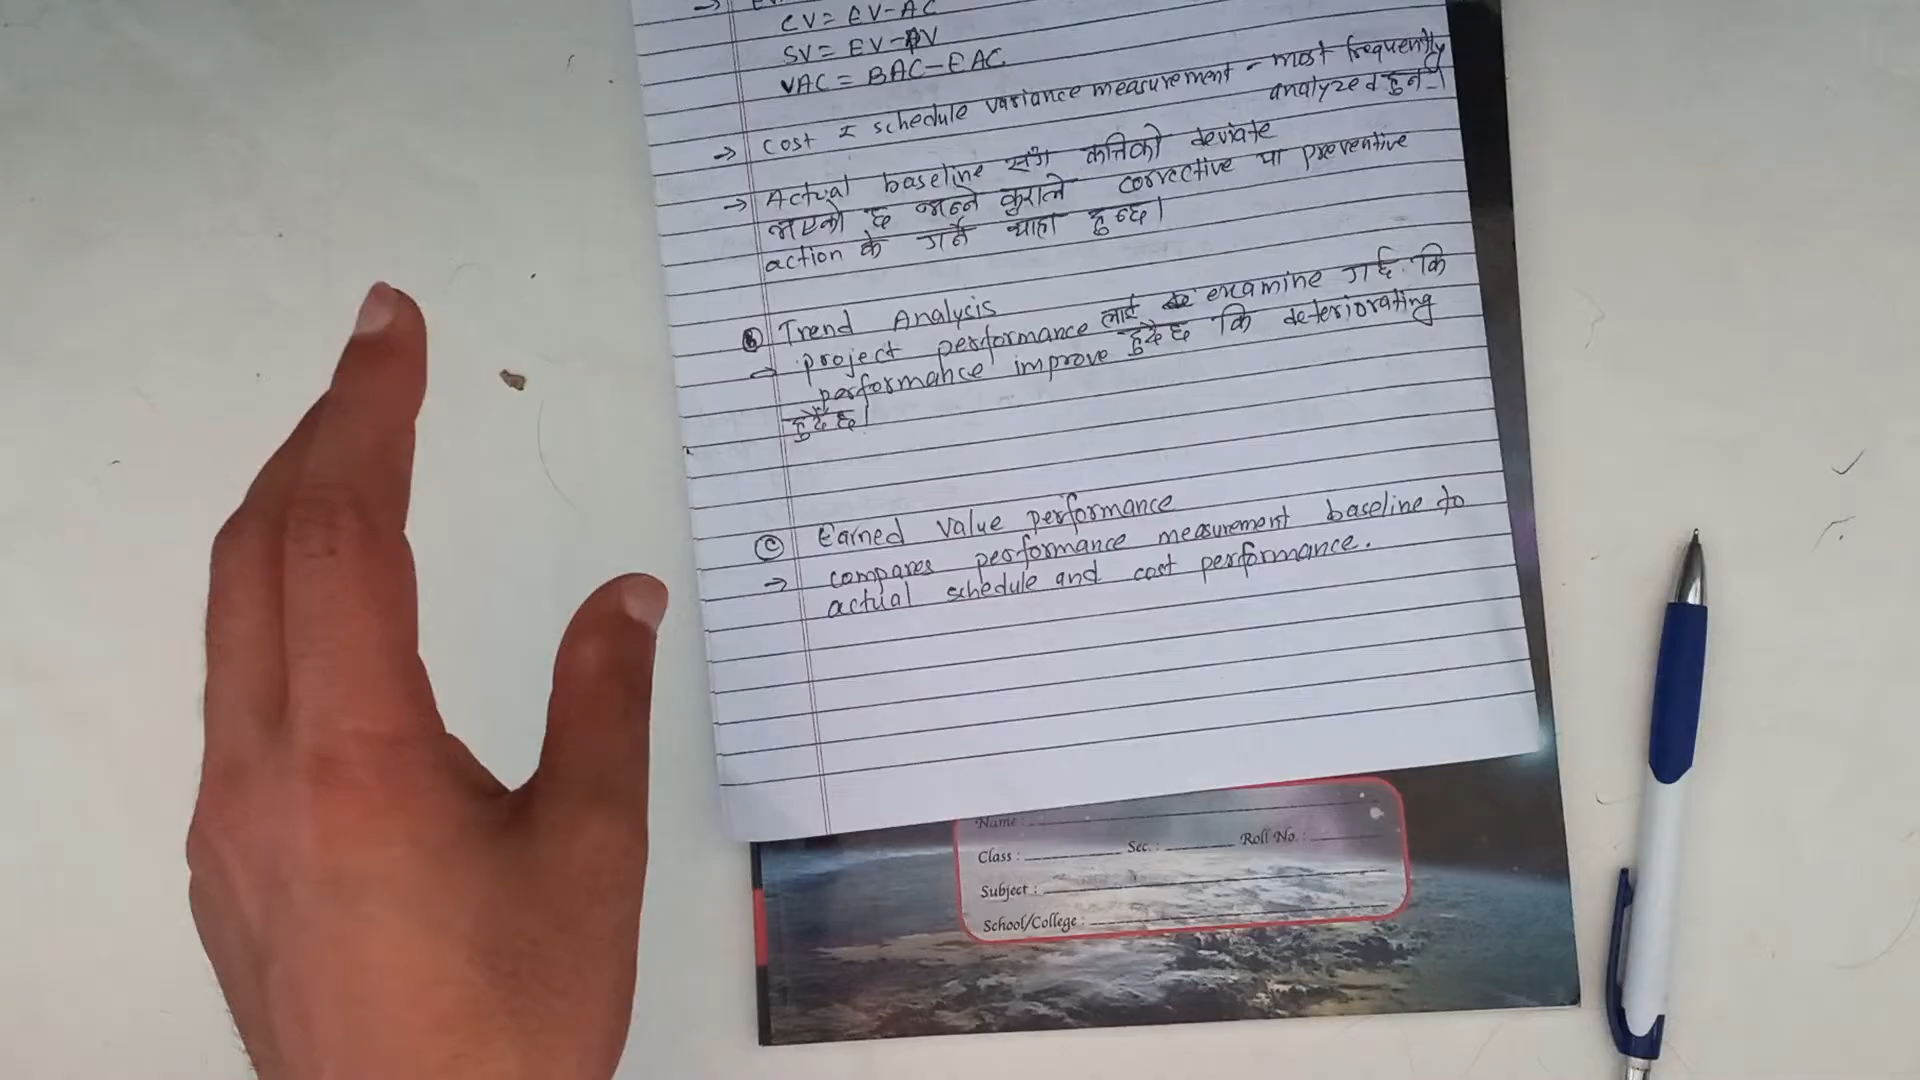 CV = EV-AC
SV = EV-PV
VAC = BAC-EAC
→ cost र schedule variance measurement - most frequently
analyzed हुन्।
→ Actual baseline सँग कत्तिको deviate
भएको छ भन्ने कुराले corrective या preventive
action के गर्ने थाहा हुन्छ।
Ⓑ Trend Analysis
→ project performance लाई examine गर्छ. कि
performance improve हुदैछ कि deteriorating
हुदैछ।
Ⓒ Earned value performance
→ compares performance measurement baseline to
actual schedule and cost performance.
Name :
Class : Sec. : Roll No. :
Subject :
School/College :